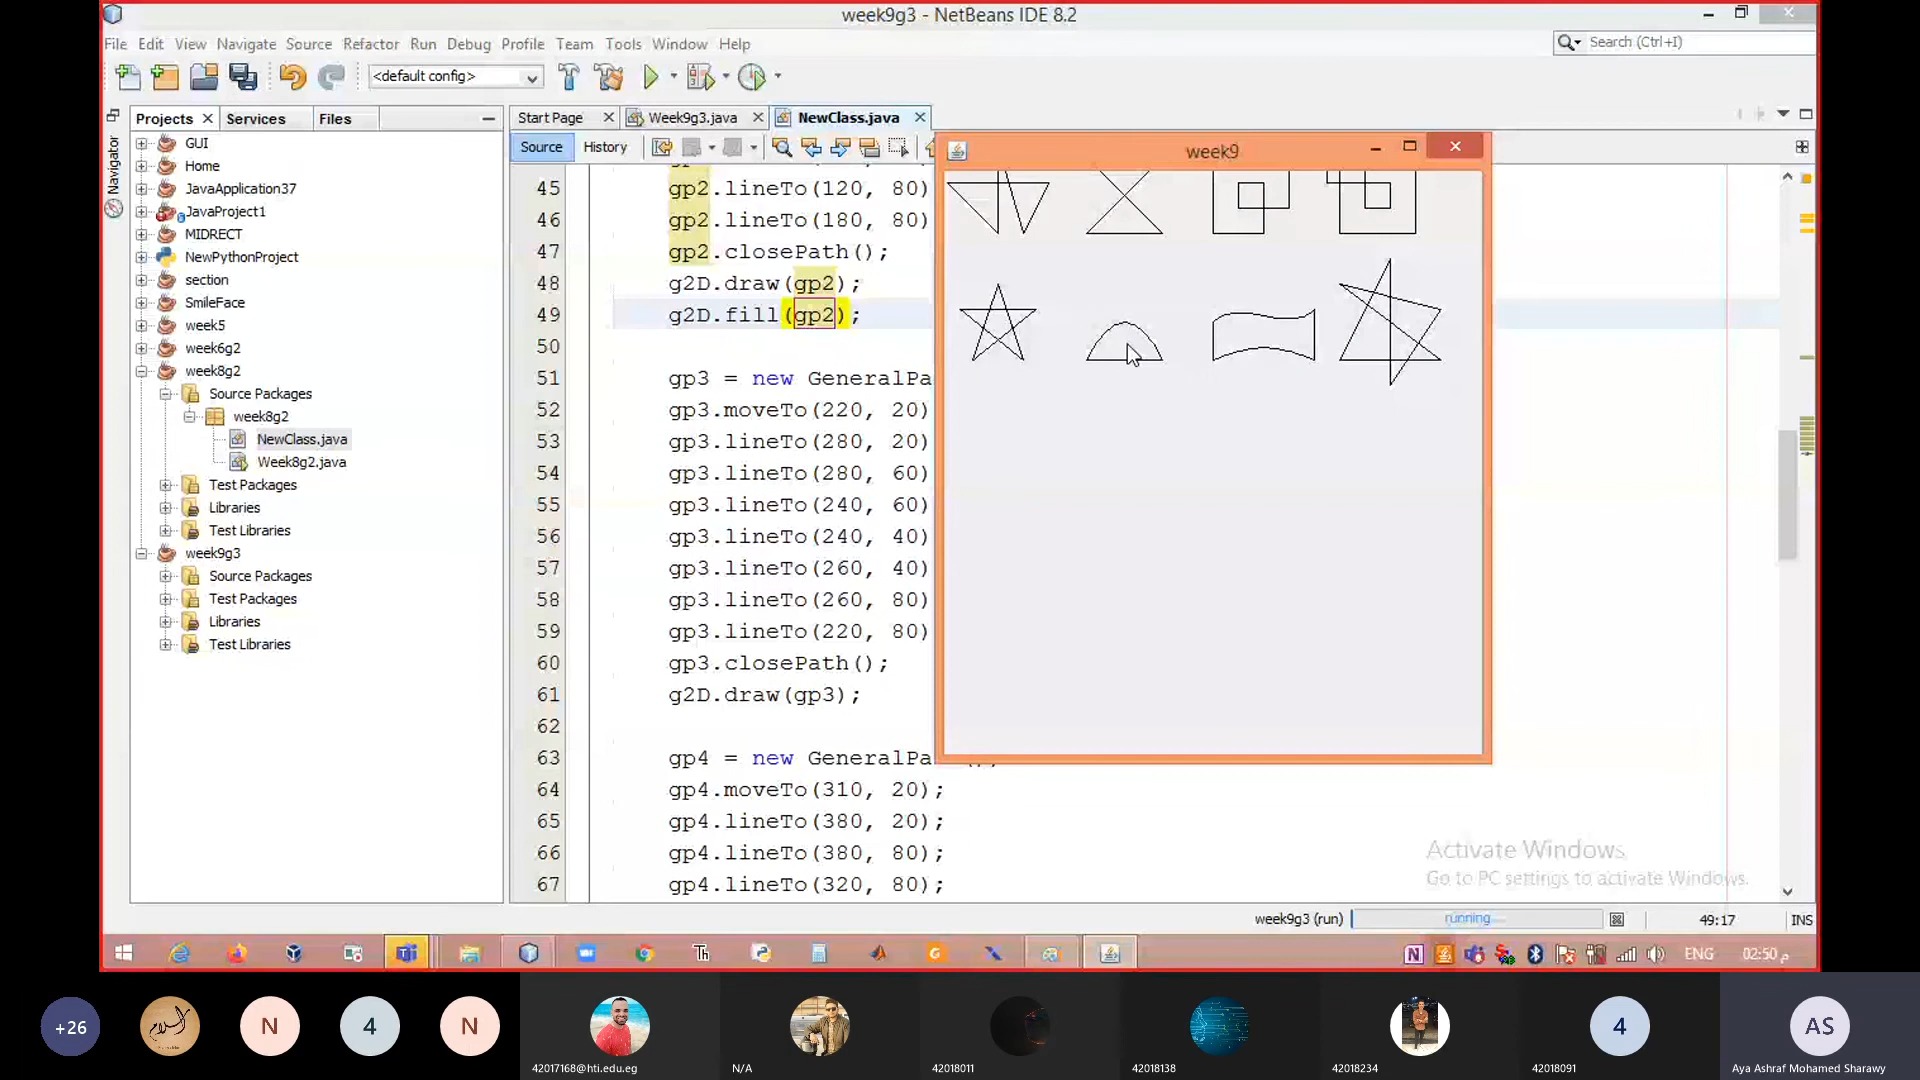 week9g3 - NetBeans IDE 8.2
File Edit View Navigate Source Refactor Run Debug Profile Team Tools Window Help
Search (Ctrl+I)
<default config>
Projects
Services
Files
Navigator
GUI
Home
JavaApplication37
JavaProject1
MIDRECT
NewPythonProject
section
SmileFace
week5
week6g2
week8g2
Source Packages
week8g2
NewClass.java
Week8g2.java
Test Packages
Libraries
Test Libraries
week9g3
Source Packages
Test Packages
Libraries
Test Libraries
Start Page
Week9g3.java
NewClass.java
Source
History
45 gp2.lineTo(120, 80)
46 gp2.lineTo(180, 80)
47 gp2.closePath();
48 g2D.draw(gp2);
49 g2D.fill(gp2);
50
51 gp3 = new GeneralPa
52 gp3.moveTo(220, 20)
53 gp3.lineTo(280, 20)
54 gp3.lineTo(280, 60)
55 gp3.lineTo(240, 60)
56 gp3.lineTo(240, 40)
57 gp3.lineTo(260, 40)
58 gp3.lineTo(260, 80)
59 gp3.lineTo(220, 80)
60 gp3.closePath();
61 g2D.draw(gp3);
62
63 gp4 = new GeneralPa
64 gp4.moveTo(310, 20);
65 gp4.lineTo(380, 20);
66 gp4.lineTo(380, 80);
67 gp4.lineTo(320, 80);
week9
Activate Windows
Go to PC settings to activate Windows.
week9g3 (run)
running...
49:17
INS
Th
N
ENG
02:50 م
+26
N
4
N
4
AS
42017168@hti.edu.eg
N/A
42018011
42018138
42018234
42018091
Aya Ashraf Mohamed Sharawy